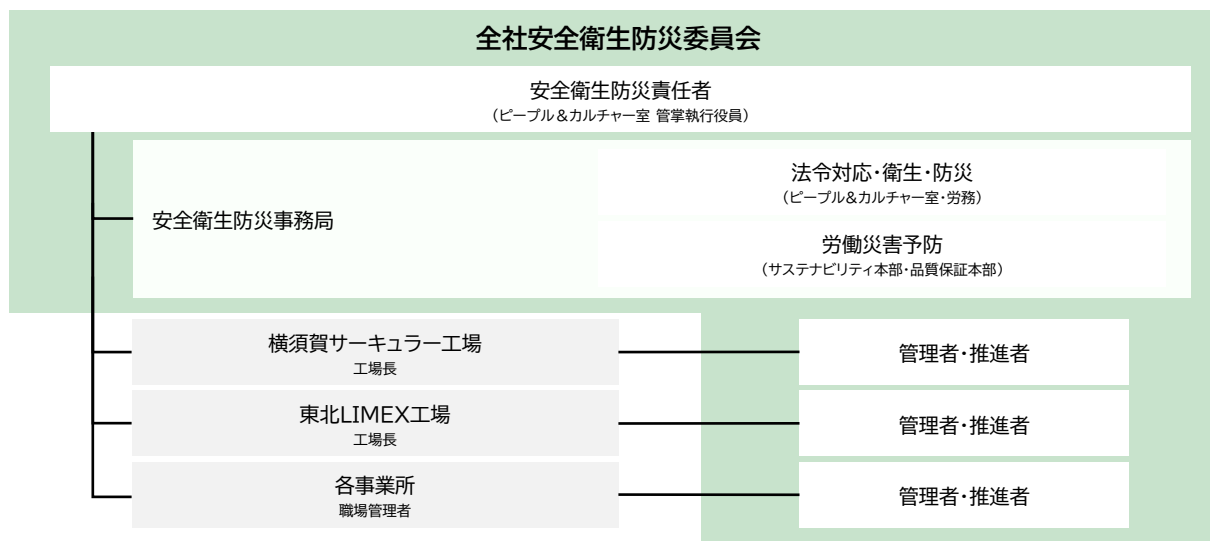 全社安全衛生防災委員会
安全衛生防災責任者
（ピープル＆カルチャー室 管掌執行役員）
安全衛生防災事務局
法令対応・衛生・防災
（ピープル&カルチャー室・労務）
労働災害予防
（サステナビリティ本部・品質保証本部）
横須賀サーキュラー工場
工場長
管理者・推進者
東北LIMEX工場
工場長
管理者・推進者
各事業所
職場管理者
管理者・推進者